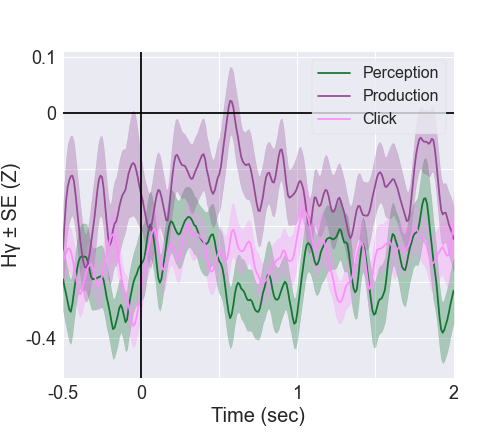 0.1
0
-0.4
Hγ ± SE (Z)
Perception
Production
Click
-0.5
0
1
2
Time (sec)